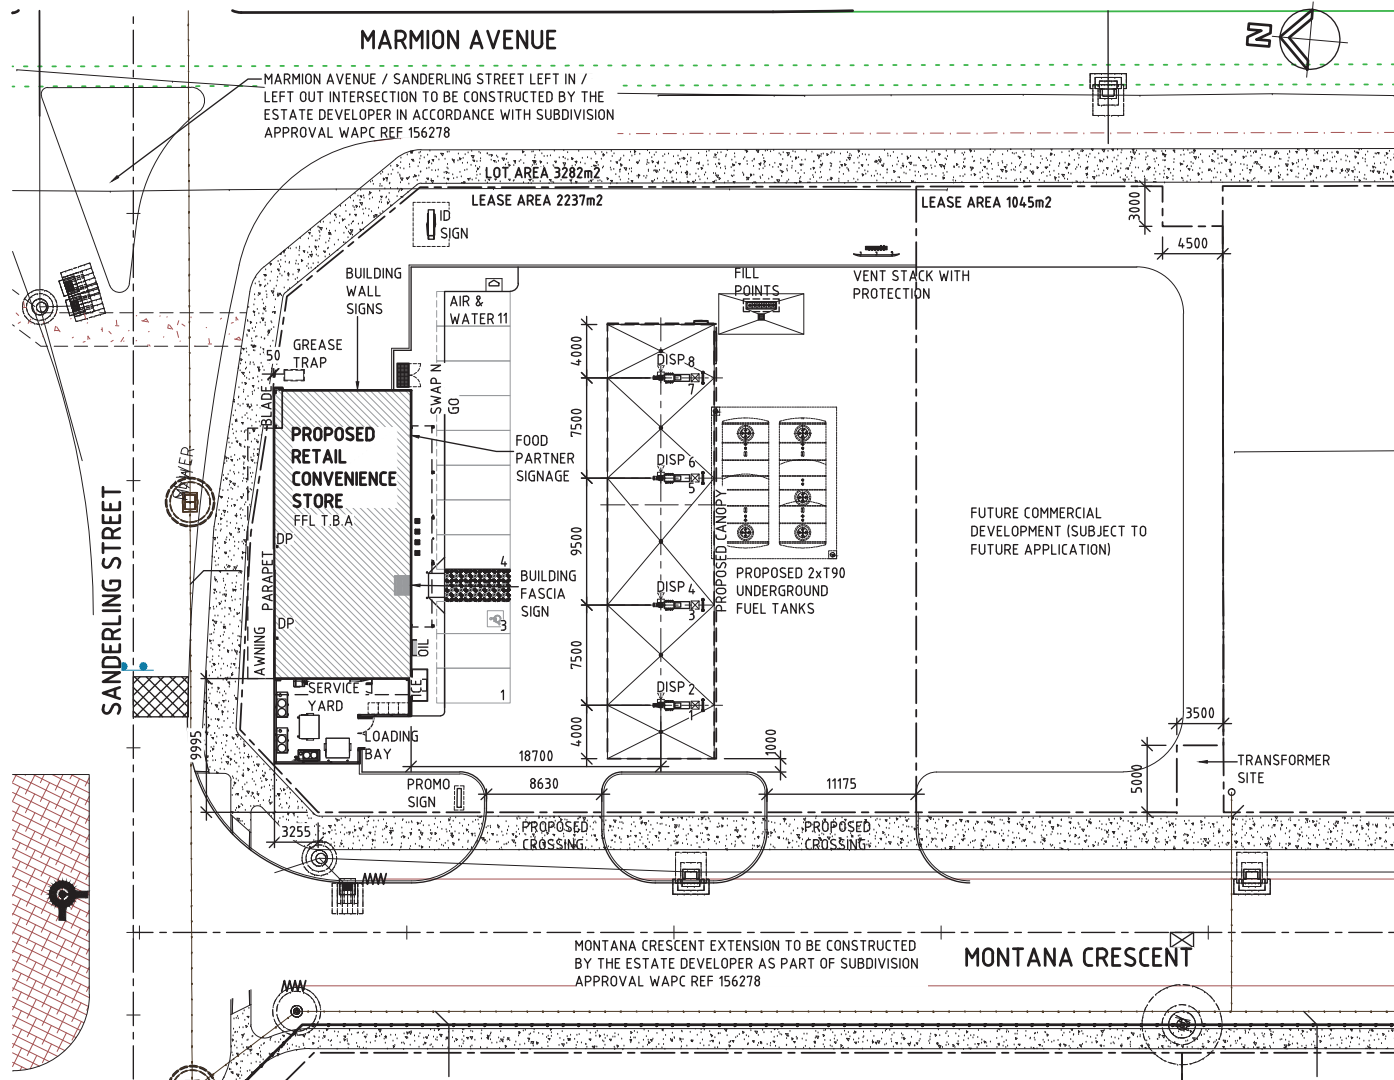 MARMION AVENUE
N
MARMION AVENUE / SANDERLING STREET LEFT IN /
LEFT OUT INTERSECTION TO BE CONSTRUCTED BY THE
ESTATE DEVELOPER IN ACCORDANCE WITH SUBDIVISION
APPROVAL WAPC REF 156278
LOT AREA 3282m2
LEASE AREA 2237m2
LEASE AREA 1045m2
3000
4500
ID
SIGN
BUILDING
WALL
SIGNS
AIR &
WATER 11
FILL
POINTS
VENT STACK WITH
PROTECTION
50
GREASE
TRAP
BLADE
SWAP N
GO
4000
DISP 8
7
7500
PROPOSED
RETAIL
CONVENIENCE
STORE
FFL T.B.A
FOOD
PARTNER
SIGNAGE
DISP 6
5
PROPOSED CANOPY
FUTURE COMMERCIAL
DEVELOPMENT (SUBJECT TO
FUTURE APPLICATION)
SANDERLING STREET
DP
PARAPET
9500
4
BUILDING
FASCIA
SIGN
PROPOSED 2xT90
UNDERGROUND
FUEL TANKS
DISP 4
3
DP
AWNING
OIL
3
7500
ICE
1
SERVICE
YARD
DISP 2
1
LOADING
BAY
4000
9995
18700
1000
3500
5000
TRANSFORMER
SITE
PROMO
SIGN
8630
11175
3255
PROPOSED
CROSSING
PROPOSED
CROSSING
MONTANA CRESCENT EXTENSION TO BE CONSTRUCTED
BY THE ESTATE DEVELOPER AS PART OF SUBDIVISION
APPROVAL WAPC REF 156278
MONTANA CRESCENT